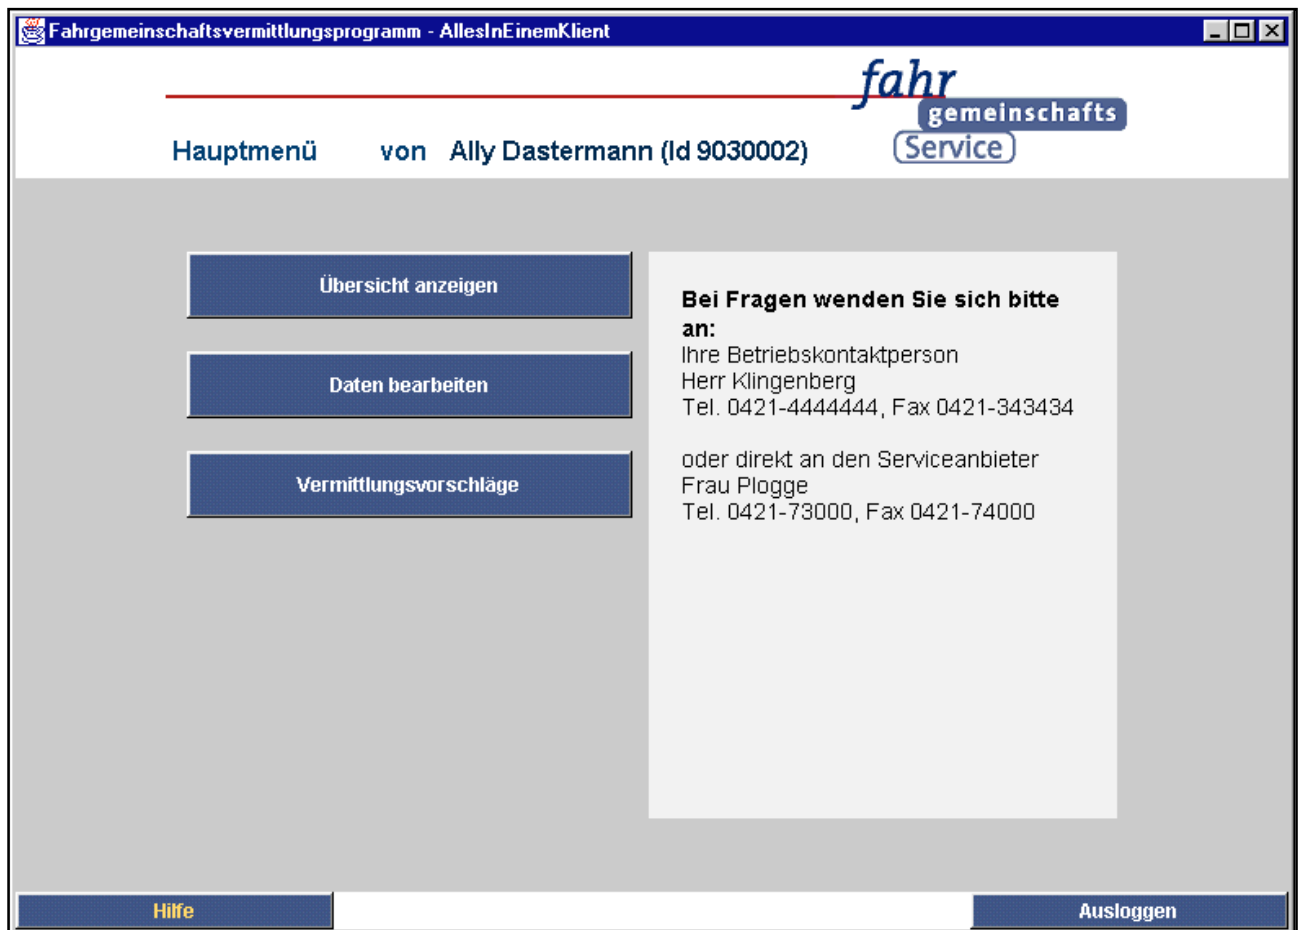 Fahrgemeinschaftsvermittlungsprogramm - AllesInEinemKlient
fahr
gemeinschafts
Service
Hauptmenü von Ally Dastermann (Id 9030002)
Übersicht anzeigen
Daten bearbeiten
Vermittlungsvorschläge
Bei Fragen wenden Sie sich bitte
an:
Ihre Betriebskontaktperson
Herr Klingenberg
Tel. 0421-4444444, Fax 0421-343434
oder direkt an den Serviceanbieter
Frau Plogge
Tel. 0421-73000, Fax 0421-74000
Hilfe
Ausloggen